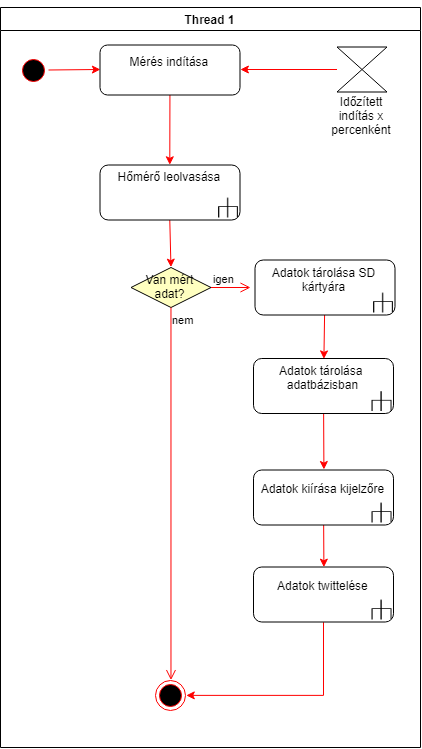 Thread 1
Mérés indítása
Időzített
indítás x
percenként
Hőmérő leolvasása
Van mért
adat?
igen
nem
Adatok tárolása SD
kártyára
Adatok tárolása
adatbázisban
Adatok kiírása kijelzőre
Adatok twittelése